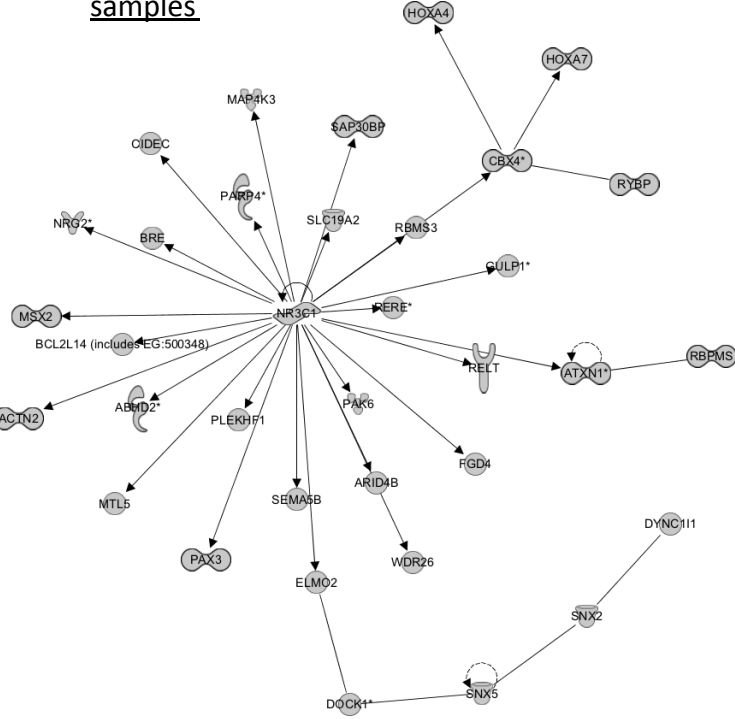 samples
HOXA4
HOXA7
MAP4K3
SAP30BP
CIDEC
CBX4*
RYBP
PARP4*
NRG2*
SLC19A2
RBMS3
BRE
GULP1*
NR3C1
RERE*
MSX2
BCL2L14 (includes EG:500348)
RBPMS
RELT
ATXN1*
ACTN2
ABHD2*
PAK6
PLEKHF1
FGD4
ARID4B
MTL5
SEMA5B
DYNC1I1
PAX3
WDR26
ELMO2
SNX2
SNX5
DOCK1*